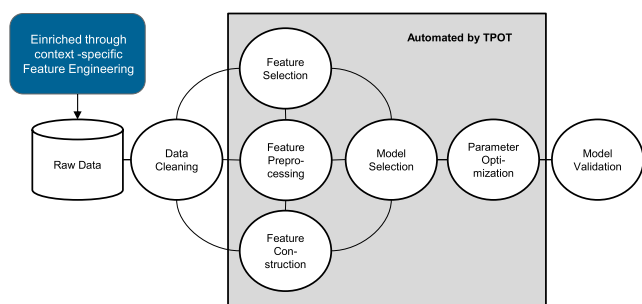 Einriched through
context -specific
Feature Engineering
Automated by TPOT
Feature
Selection
Raw Data
Data
Cleaning
Feature
Prepro-
cessing
Model
Selection
Parameter
Opti-
mization
Model
Validation
Feature
Con-
struction